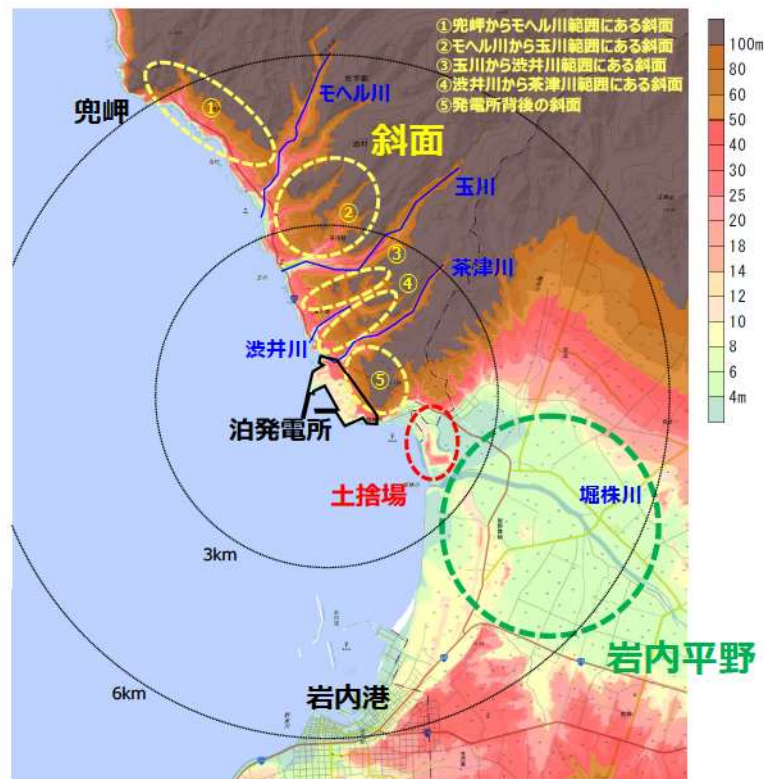 ①兜岬からモヘル川範囲にある斜面
②モヘル川から玉川範囲にある斜面
③玉川から渋井川範囲にある斜面
④渋井川から茶津川範囲にある斜面
⑤発電所背後の斜面
100m
80
60
50
40
30
25
20
18
14
12
10
8
6
4m
兜岬
①
モヘル川
斜面
玉川
②
③
茶津川
④
渋井川
⑤
泊発電所
土捨場
堀株川
3km
岩内平野
6km
岩内港